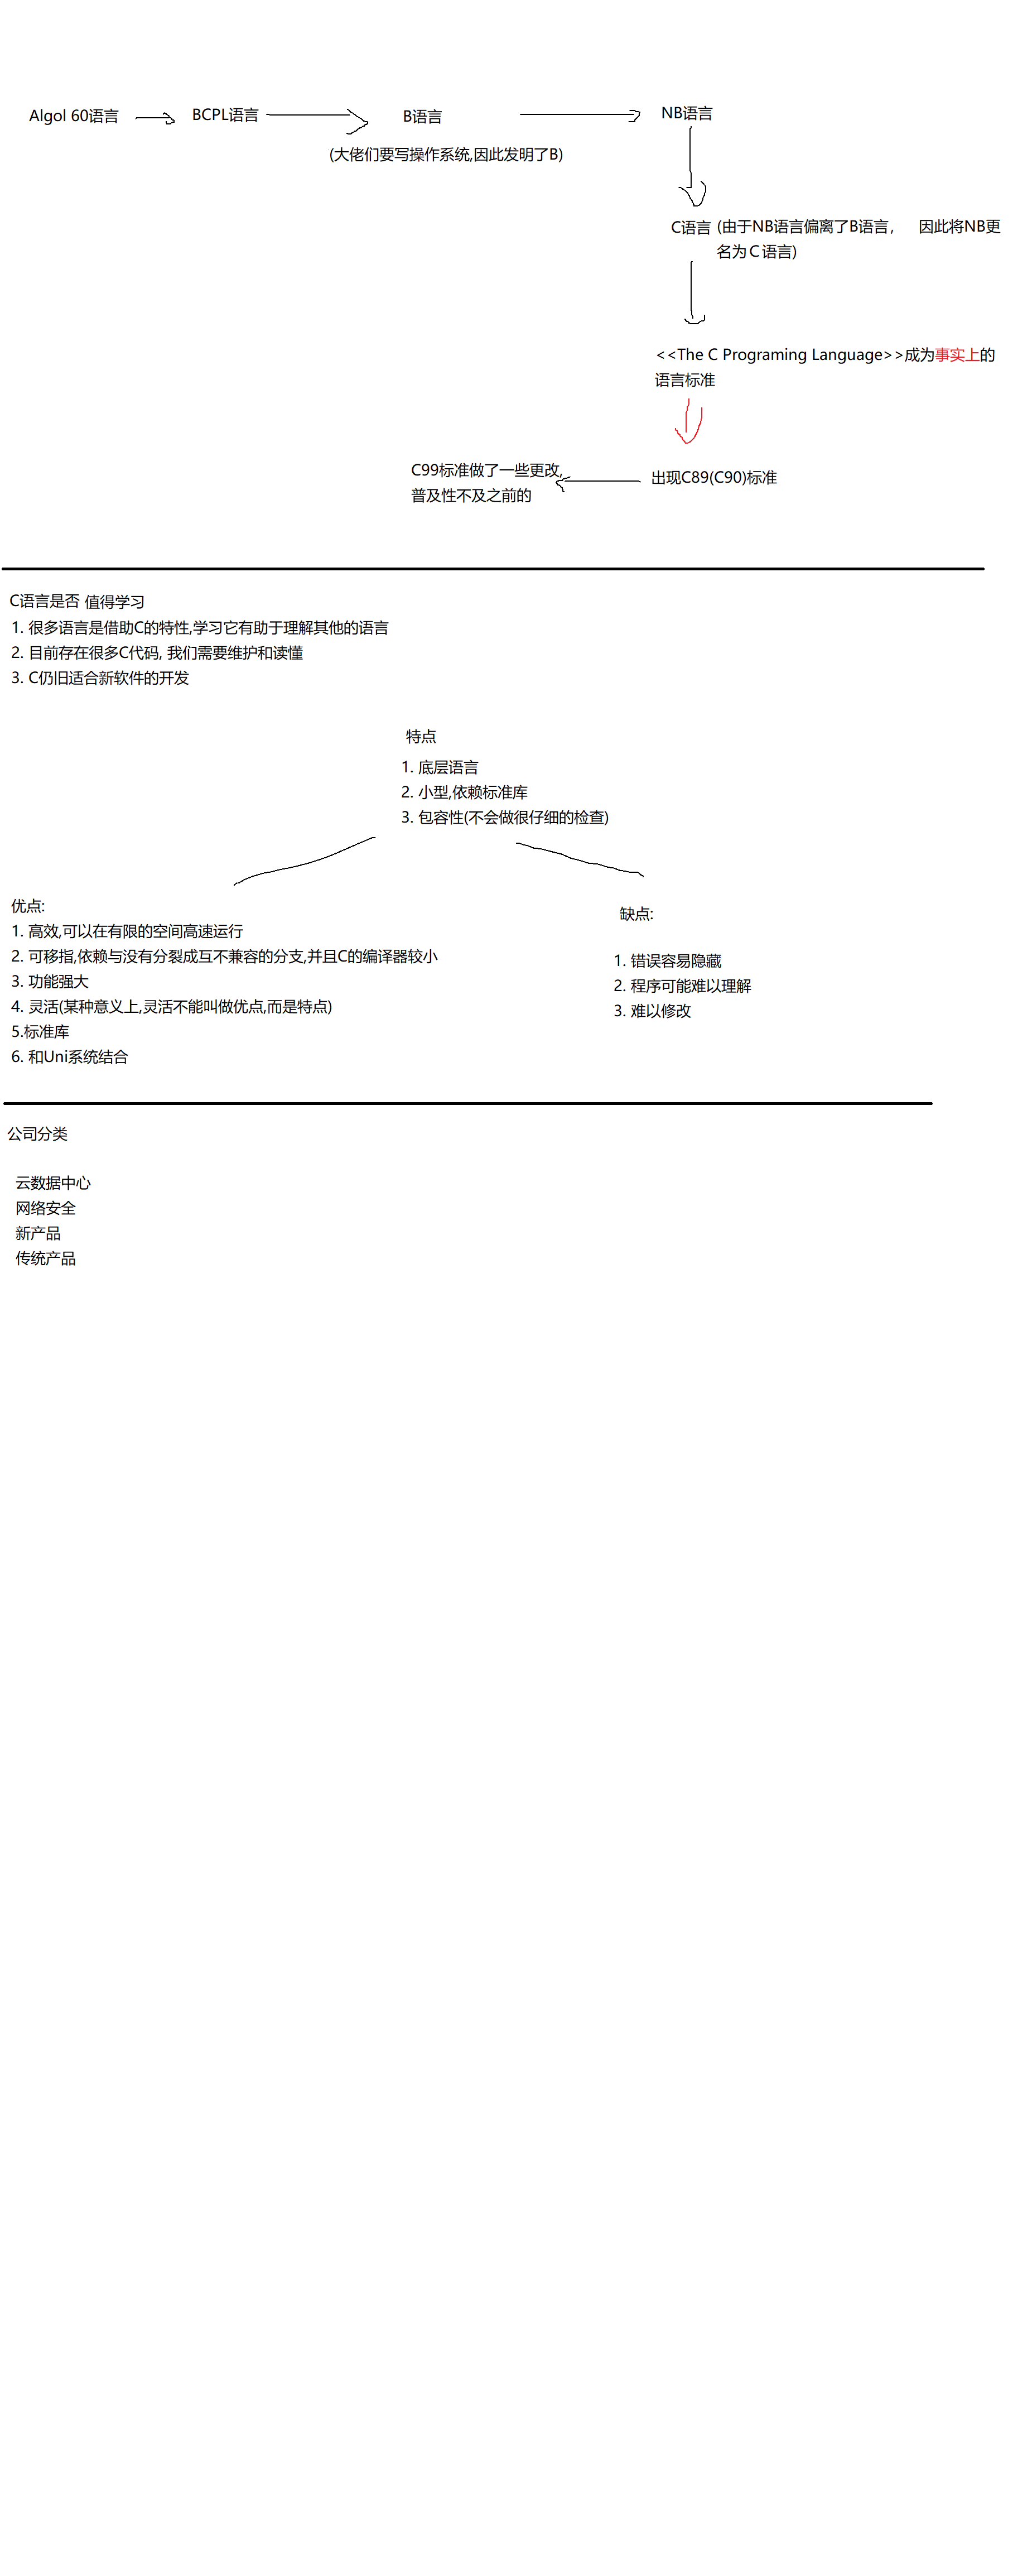 Algol 60语言
BCPL语言
B语言
NB语言
(大佬们要写操作系统,因此发明了B)
C语言 (由于NB语言偏离了B语言， 因此将NB更
名为 C 语言)
<<The C Programing Language>>成为事实上的
语言标准
出现C89(C90)标准
C99标准做了一些更改,
普及性不及之前的
C语言是否 值得学习
1. 很多语言是借助C的特性,学习它有助于理解其他的语言
2. 目前存在很多C代码, 我们需要维护和读懂
3. C仍旧适合新软件的开发
特点
1. 底层语言
2. 小型,依赖标准库
3. 包容性(不会做很仔细的检查)
优点:
1. 高效,可以在有限的空间高速运行
2. 可移指,依赖与没有分裂成互不兼容的分支,并且C的编译器较小
3. 功能强大
4. 灵活(某种意义上,灵活不能叫做优点,而是特点)
5.标准库
6. 和Uni系统结合
缺点:
1. 错误容易隐藏
2. 程序可能难以理解
3. 难以修改
公司分类
云数据中心
网络安全
新产品
传统产品